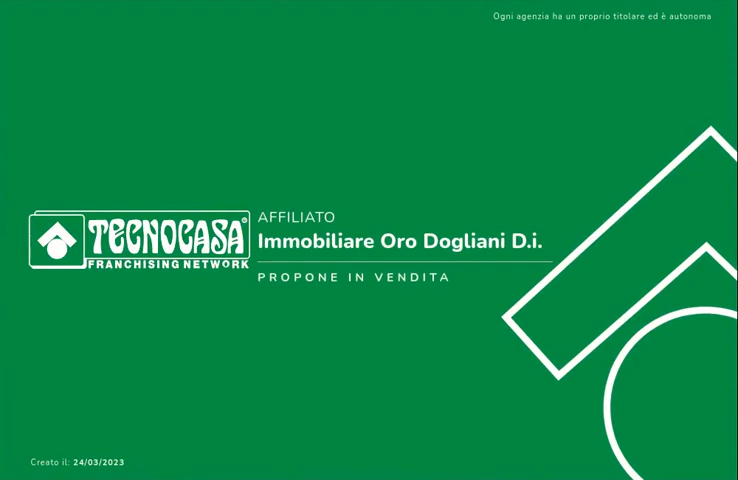 Ogni agenzia ha un proprio titolare ed è autonoma
AFFILIATO
TECNOCASA®
Immobiliare Oro Dogliani D.i.
FRANCHISING NETWORK
PROPONE IN VENDITA
Creato il: 24/03/2023